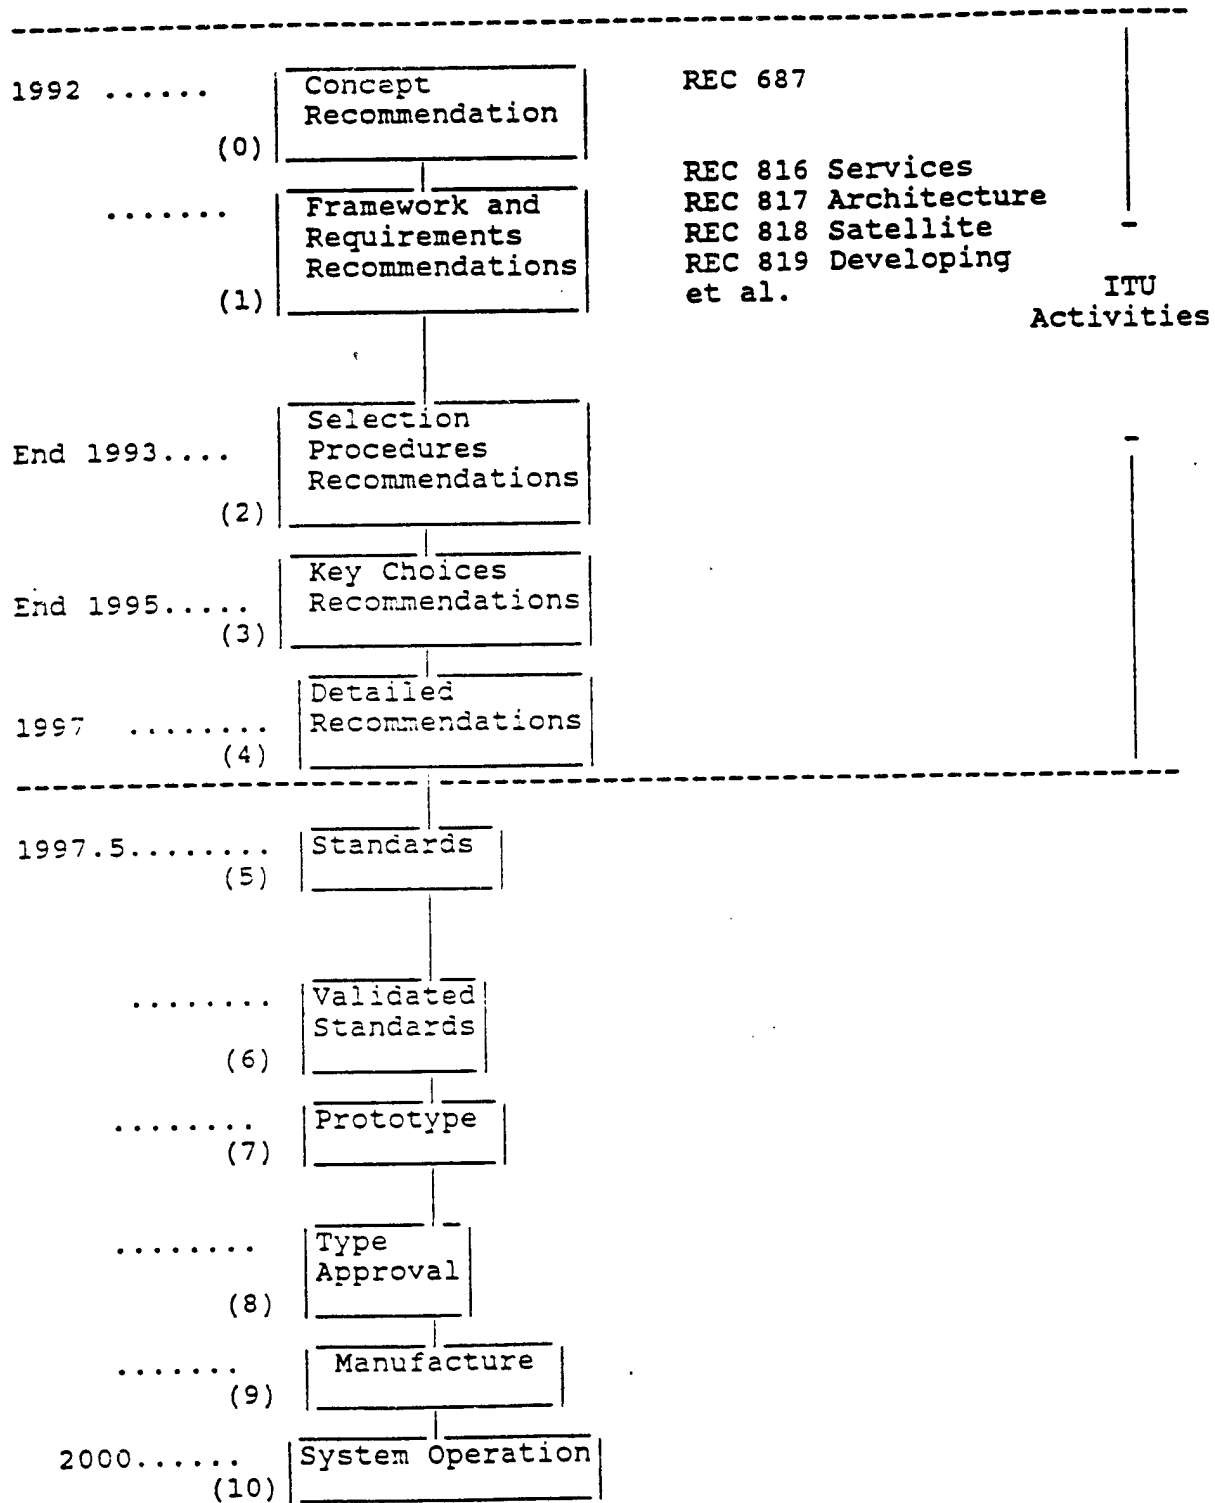 1992 ...... Concept REC 687
Recommendation
(0)
REC 816 Services
....... Framework and REC 817 Architecture
Requirements REC 818 Satellite
Recommendations REC 819 Developing
(1) et al. ITU
Activities
Selection
End 1993.... Procedures
Recommendations
(2)
Key Choices
End 1995..... Recommendations
(3)
Detailed
1997 ........ Recommendations
(4)
1997.5........ Standards
(5)
........ Validated
Standards
(6)
........ Prototype
(7)
........ Type
Approval
(8)
....... Manufacture
(9)
2000...... System Operation
(10)